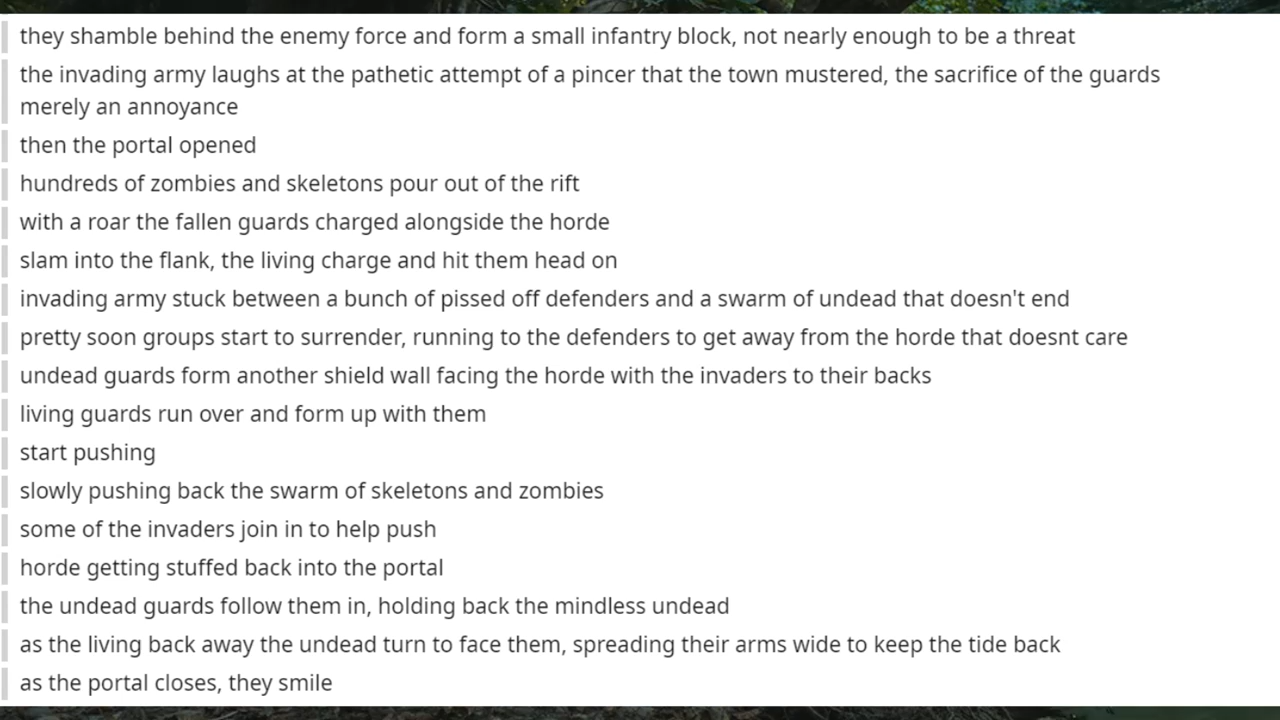 they shamble behind the enemy force and form a small infantry block, not nearly enough to be a threat
the invading army laughs at the pathetic attempt of a pincer that the town mustered, the sacrifice of the guards
merely an annoyance
then the portal opened
hundreds of zombies and skeletons pour out of the rift
with a roar the fallen guards charged alongside the horde
slam into the flank, the living charge and hit them head on
invading army stuck between a bunch of pissed off defenders and a swarm of undead that doesn't end
pretty soon groups start to surrender, running to the defenders to get away from the horde that doesnt care
undead guards form another shield wall facing the horde with the invaders to their backs
living guards run over and form up with them
start pushing
slowly pushing back the swarm of skeletons and zombies
some of the invaders join in to help push
horde getting stuffed back into the portal
the undead guards follow them in, holding back the mindless undead
as the living back away the undead turn to face them, spreading their arms wide to keep the tide back
as the portal closes, they smile